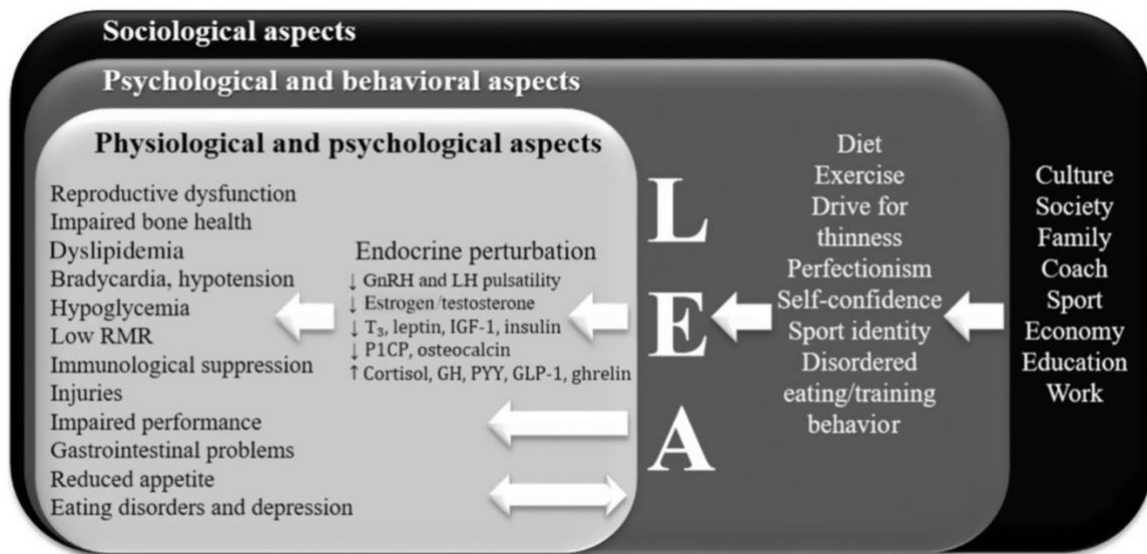 Sociological aspects
Psychological and behavioral aspects
Physiological and psychological aspects
Reproductive dysfunction
Impaired bone health
Dyslipidemia
Bradycardia, hypotension
Hypoglycemia
Low RMR
Immunological suppression
Injuries
Impaired performance
Gastrointestinal problems
Reduced appetite
Eating disorders and depression
Endocrine perturbation
↓ GnRH and LH pulsatility
↓ Estrogen/testosterone
↓ T₃, leptin, IGF-1, insulin
↓ P1CP, osteocalcin
↑ Cortisol, GH, PYY, GLP-1, ghrelin
L
E
A
Diet
Exercise
Drive for
thinness
Perfectionism
Self-confidence
Sport identity
Disordered
eating/training
behavior
Culture
Society
Family
Coach
Sport
Economy
Education
Work